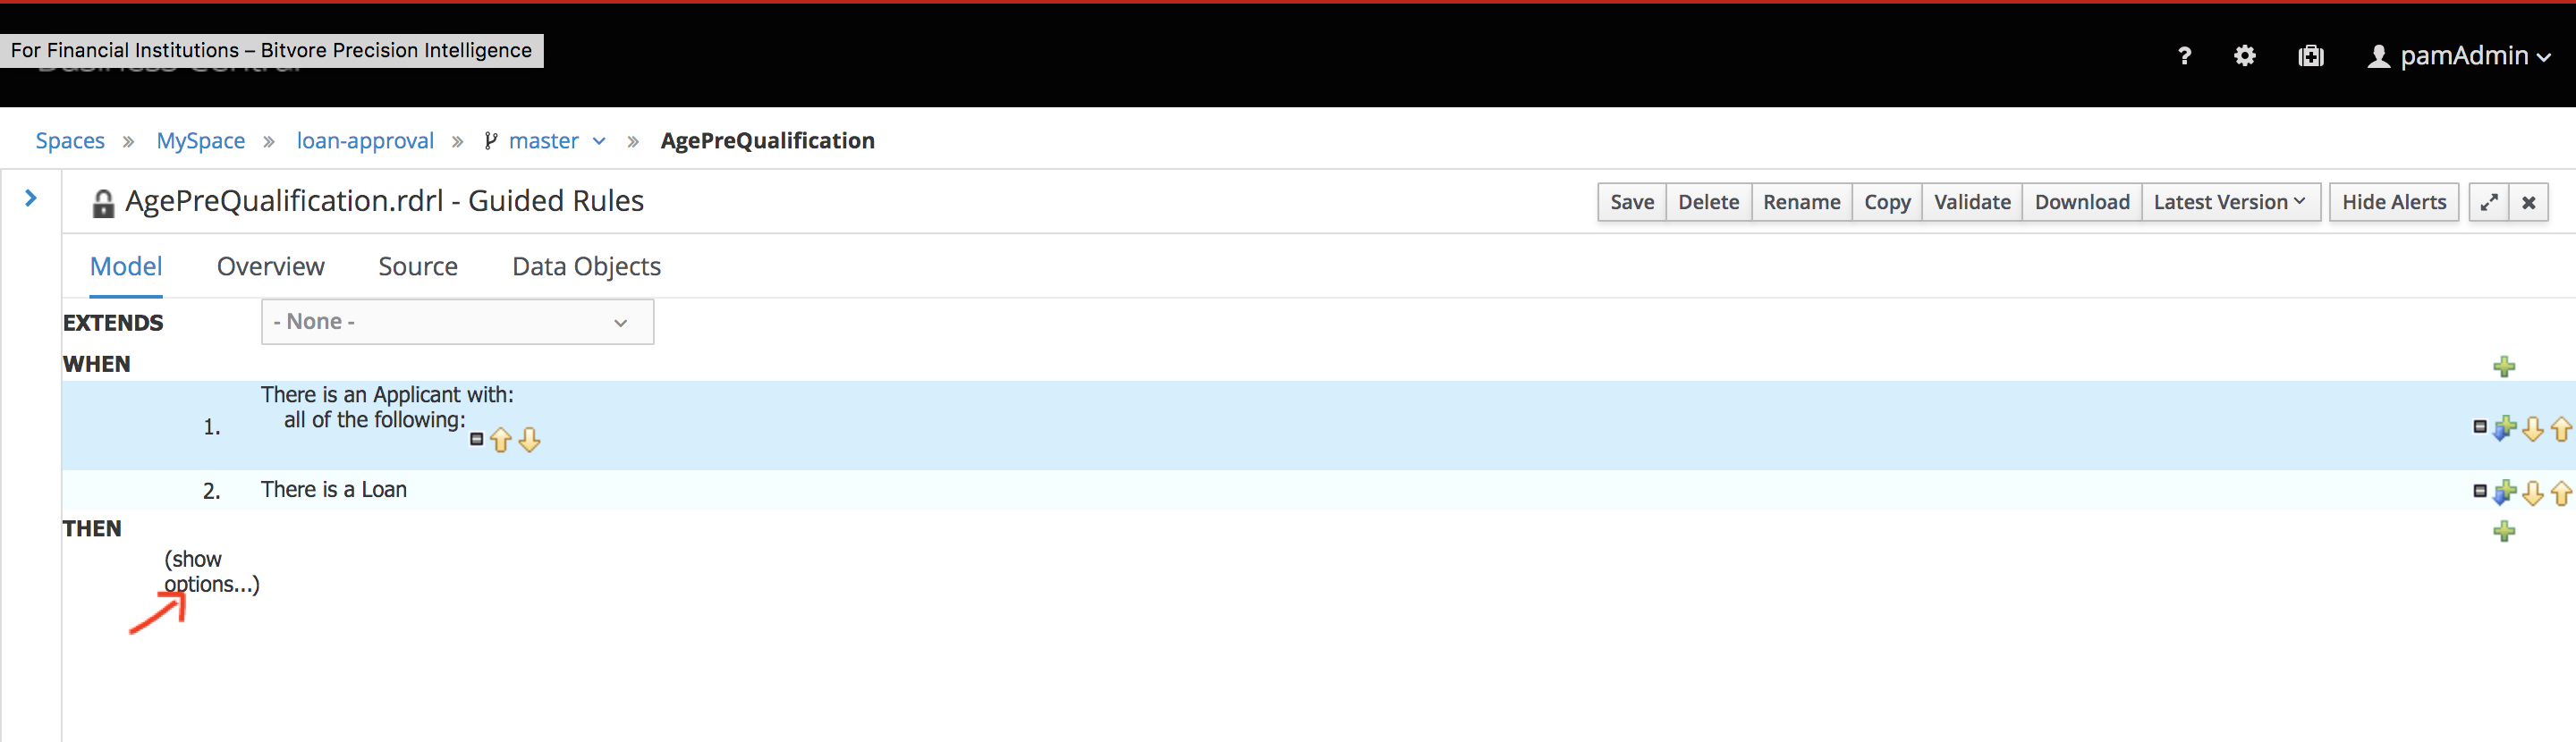 For Financial Institutions – Bitvore Precision Intelligence
? pamAdmin
Spaces » MySpace » loan-approval » master » AgePreQualification
AgePreQualification.rdrl - Guided Rules
Save Delete Rename Copy Validate Download Latest Version Hide Alerts
Model Overview Source Data Objects
EXTENDS - None -
WHEN
There is an Applicant with:
1. all of the following:
2. There is a Loan
THEN
(show
options...)